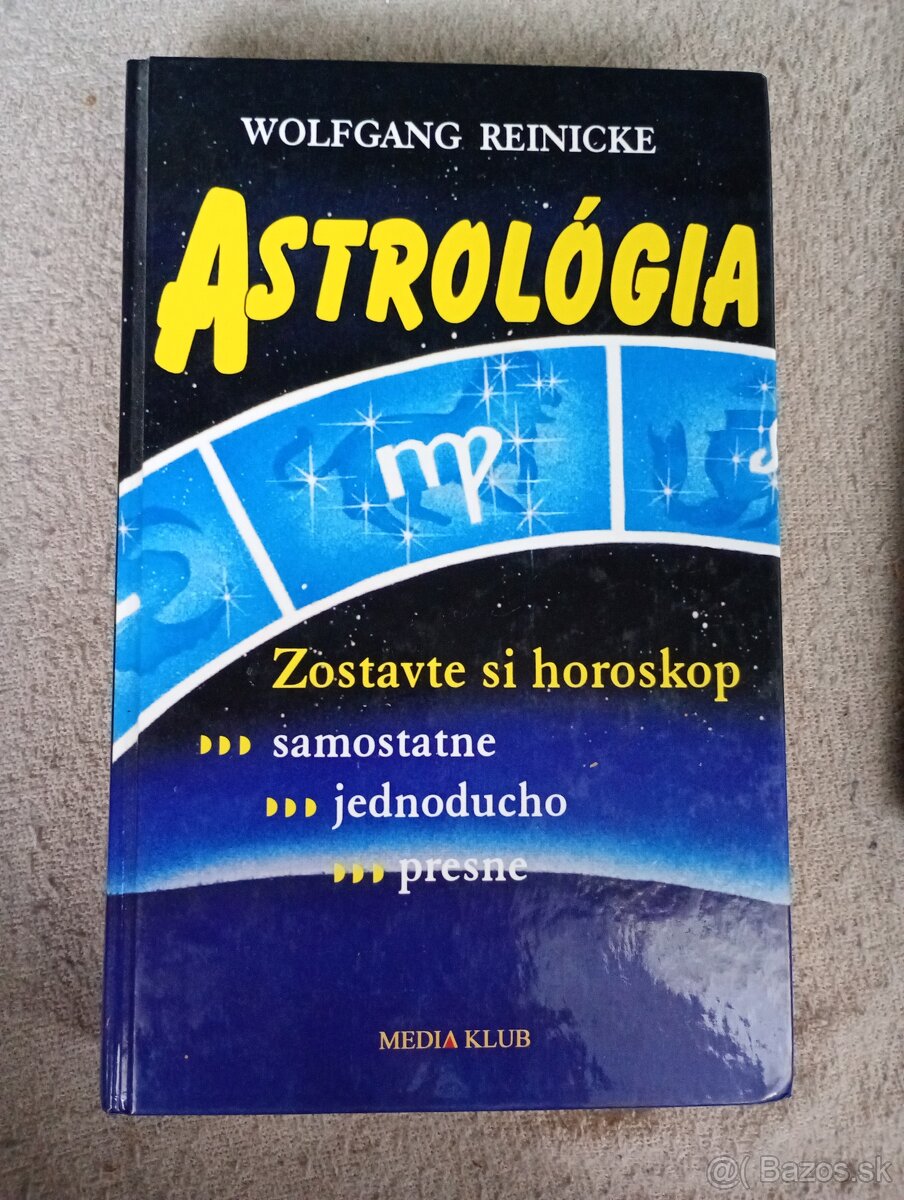 WOLFGANG REINICKE
ASTROLÓGIA
Zostavte si horoskop
samostatne
jednoducho
presne
MEDIA KLUB
@( Bazos.sk